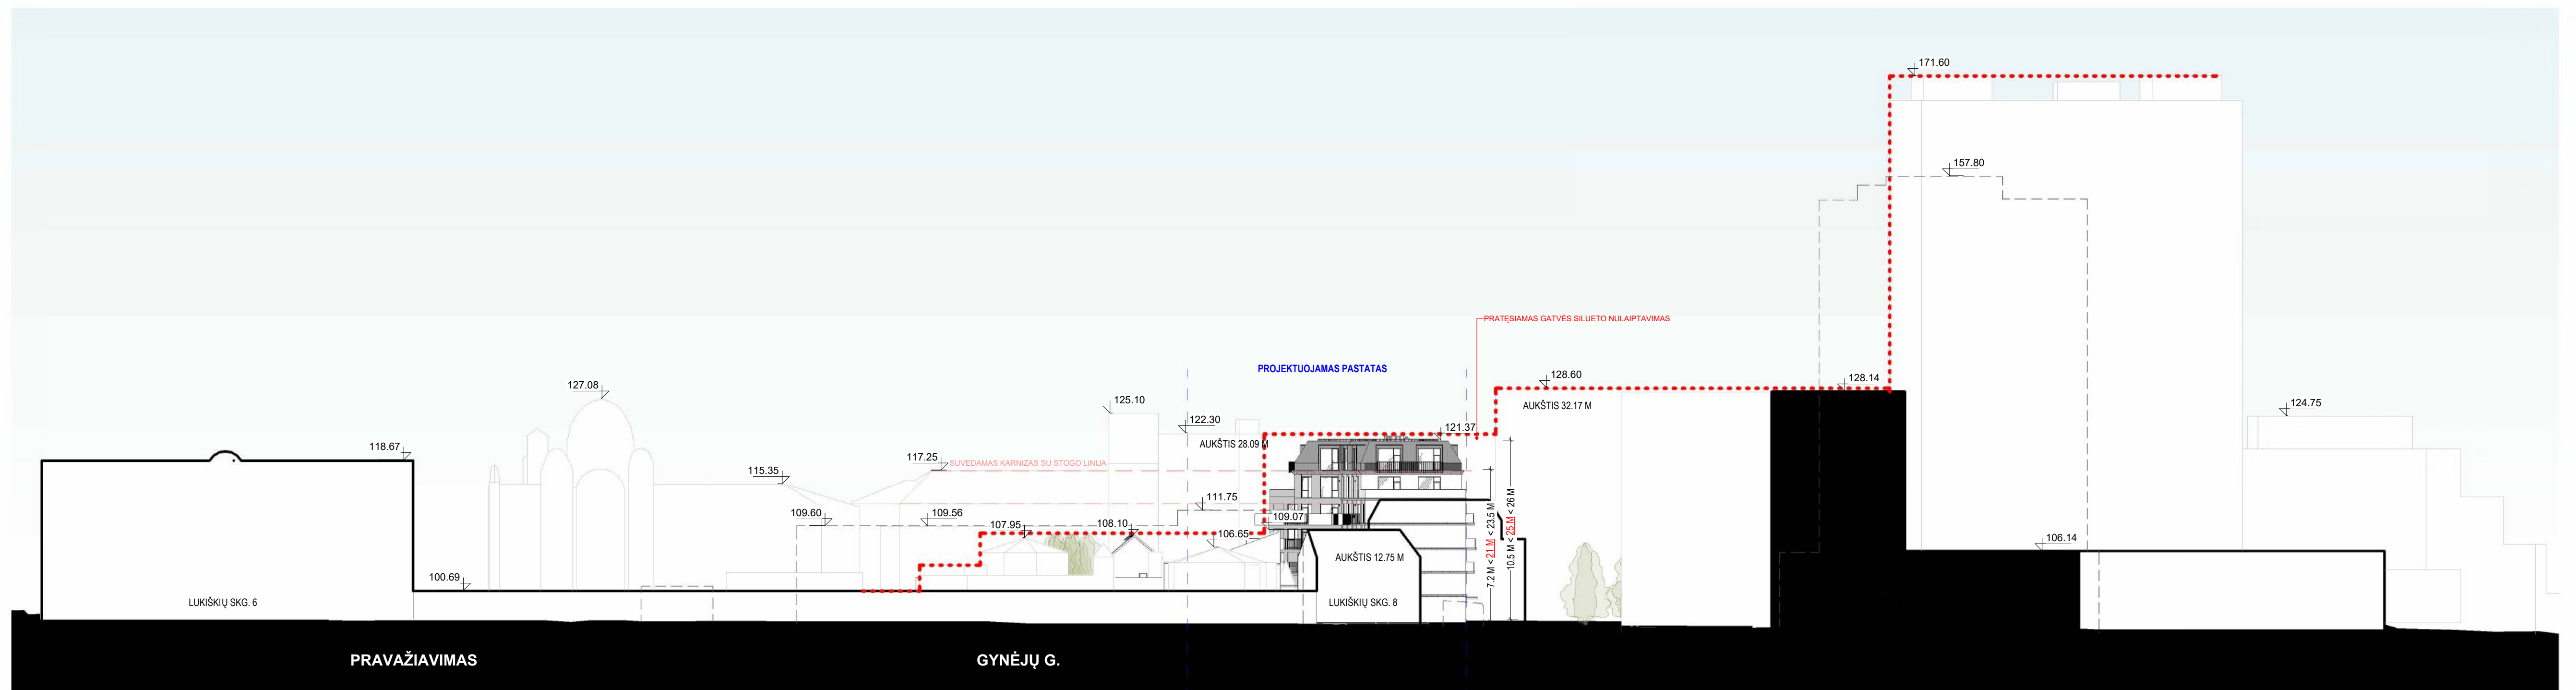 171.60
157.80
PRATĘSIAMAS GATVĖS SILUETO NULAIPTAVIMAS
PROJEKTUOJAMAS PASTATAS
127.08
128.60
128.14
125.10
AUKŠTIS 32.17 M
124.75
122.30
121.37
118.67
AUKŠTIS 28.09 M
117.25
SUVEDAMAS KARNIZAS SU STOGO LINIJA
115.35
111.75
109.60
109.56
107.95
108.10
109.07
106.65
106.14
7.2 M < 21 M < 23.5 M
10.5 M < 25 M < 26 M
AUKŠTIS 12.75 M
100.69
LUKIŠKIŲ SKG. 6
LUKIŠKIŲ SKG. 8
PRAVAŽIAVIMAS
GYNĖJŲ G.